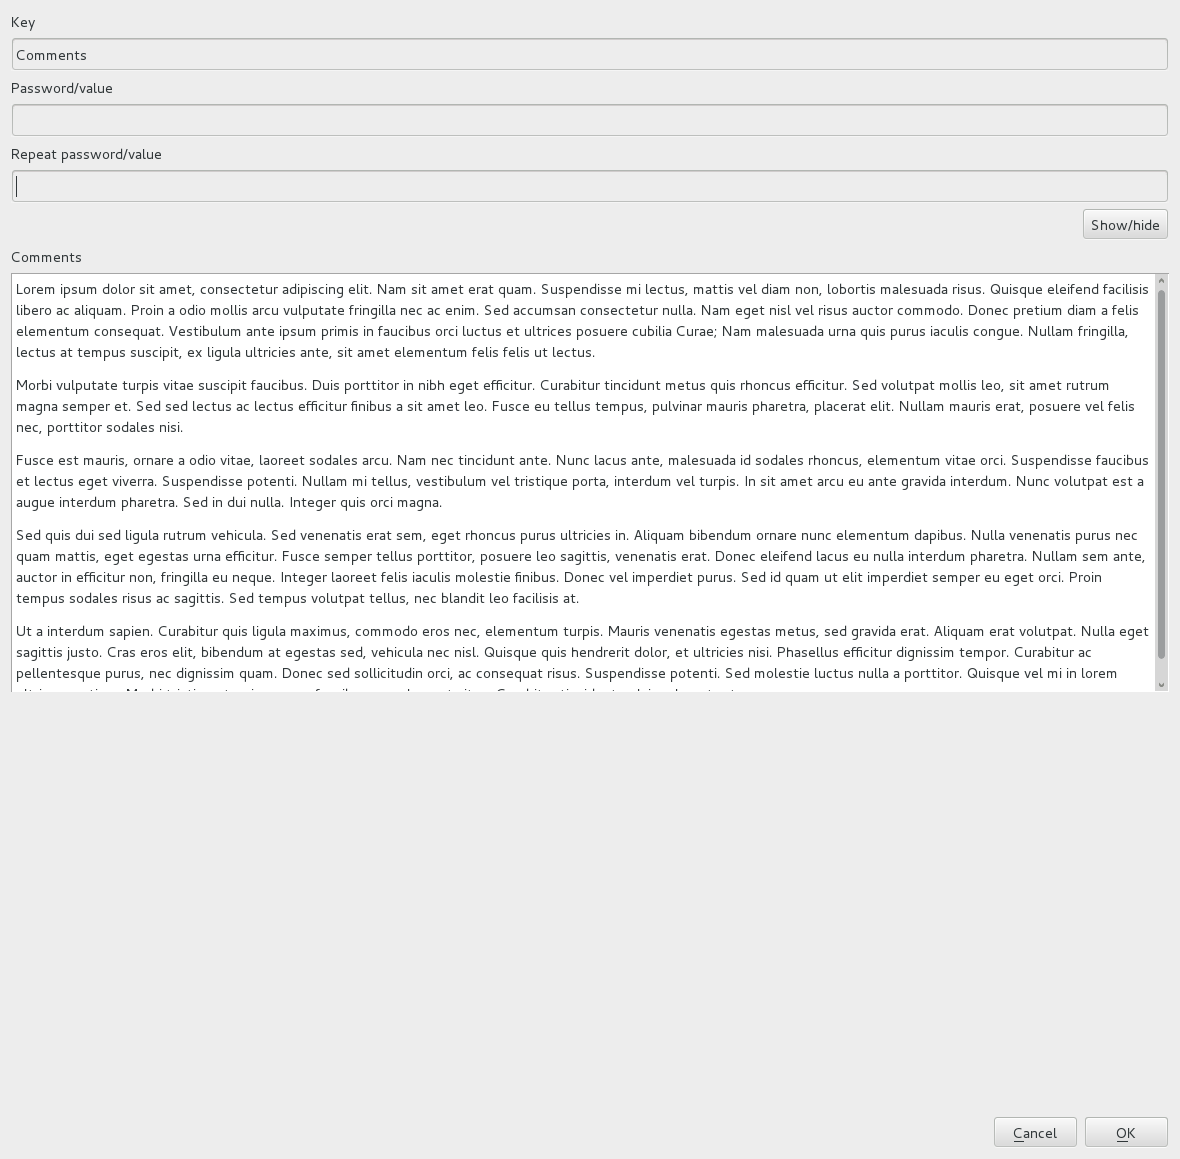 Key
Comments
Password/value
Repeat password/value
Show/hide
Comments
Lorem ipsum dolor sit amet, consectetur adipiscing elit. Nam sit amet erat quam. Suspendisse mi lectus, mattis vel diam non, lobortis malesuada risus. Quisque eleifend facilisis
libero ac aliquam. Proin a odio mollis arcu vulputate fringilla nec ac enim. Sed accumsan consectetur nulla. Nam eget nisl vel risus auctor commodo. Donec pretium diam a felis
elementum consequat. Vestibulum ante ipsum primis in faucibus orci luctus et ultrices posuere cubilia Curae; Nam malesuada urna quis purus iaculis congue. Nullam fringilla,
lectus at tempus suscipit, ex ligula ultricies ante, sit amet elementum felis felis ut lectus.
Morbi vulputate turpis vitae suscipit faucibus. Duis porttitor in nibh eget efficitur. Curabitur tincidunt metus quis rhoncus efficitur. Sed volutpat mollis leo, sit amet rutrum
magna semper et. Sed sed lectus ac lectus efficitur finibus a sit amet leo. Fusce eu tellus tempus, pulvinar mauris pharetra, placerat elit. Nullam mauris erat, posuere vel felis
nec, porttitor sodales nisi.
Fusce est mauris, ornare a odio vitae, laoreet sodales arcu. Nam nec tincidunt ante. Nunc lacus ante, malesuada id sodales rhoncus, elementum vitae orci. Suspendisse faucibus
et lectus eget viverra. Suspendisse potenti. Nullam mi tellus, vestibulum vel tristique porta, interdum vel turpis. In sit amet arcu eu ante gravida interdum. Nunc volutpat est a
augue interdum pharetra. Sed in dui nulla. Integer quis orci magna.
Sed quis dui sed ligula rutrum vehicula. Sed venenatis erat sem, eget rhoncus purus ultricies in. Aliquam bibendum ornare nunc elementum dapibus. Nulla venenatis purus nec
quam mattis, eget egestas urna efficitur. Fusce semper tellus porttitor, posuere leo sagittis, venenatis erat. Donec eleifend lacus eu nulla interdum pharetra. Nullam sem ante,
auctor in efficitur non, fringilla eu neque. Integer laoreet felis iaculis molestie finibus. Donec vel imperdiet purus. Sed id quam ut elit imperdiet semper eu eget orci. Proin
tempus sodales risus ac sagittis. Sed tempus volutpat tellus, nec blandit leo facilisis at.
Ut a interdum sapien. Curabitur quis ligula maximus, commodo eros nec, elementum turpis. Mauris venenatis egestas metus, sed gravida erat. Aliquam erat volutpat. Nulla eget
sagittis justo. Cras eros elit, bibendum at egestas sed, vehicula nec nisl. Quisque quis hendrerit dolor, et ultricies nisi. Phasellus efficitur dignissim tempor. Curabitur ac
pellentesque purus, nec dignissim quam. Donec sed sollicitudin orci, ac consequat risus. Suspendisse potenti. Sed molestie luctus nulla a porttitor. Quisque vel mi in lorem
Cancel
OK